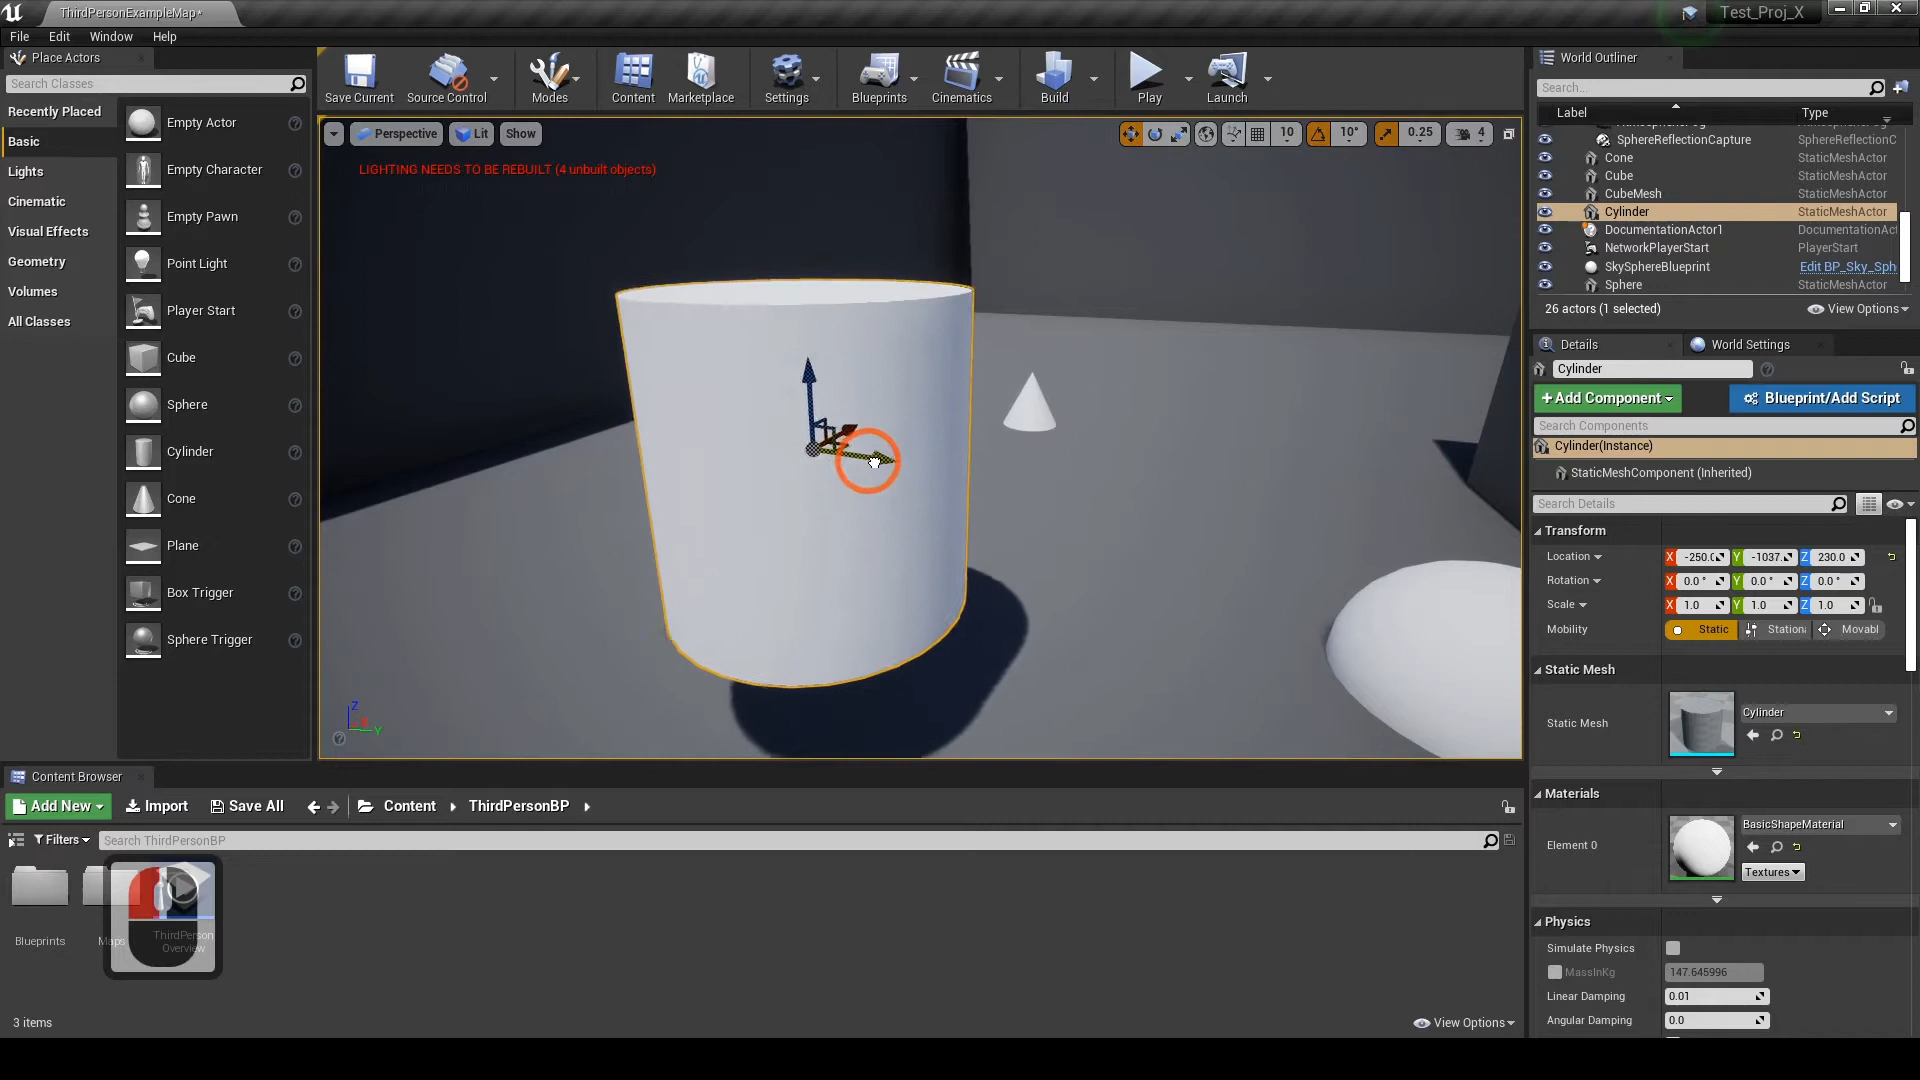 ThirdPersonExampleMap*
Test_Proj_X
File Edit Window Help
Place Actors
Search Classes
Recently Placed
Basic
Lights
Cinematic
Visual Effects
Geometry
Volumes
All Classes
Empty Actor
Empty Character
Empty Pawn
Point Light
Player Start
Cube
Sphere
Cylinder
Cone
Plane
Box Trigger
Sphere Trigger
Save Current Source Control Modes Content Marketplace Settings Blueprints Cinematics Build Play Launch
Perspective Lit Show
10 10° 0.25 4
LIGHTING NEEDS TO BE REBUILT (4 unbuilt objects)
Z
X
Y
World Outliner
Search...
Label Type
SphereReflectionCapture SphereReflectionC
Cone StaticMeshActor
Cube StaticMeshActor
CubeMesh StaticMeshActor
Cylinder StaticMeshActor
DocumentationActor1 DocumentationAct
NetworkPlayerStart PlayerStart
SkySphereBlueprint Edit BP_Sky_Sph
Sphere StaticMeshActor
26 actors (1 selected) View Options
Details World Settings
Cylinder
+Add Component Blueprint/Add Script
Search Components
Cylinder(Instance)
StaticMeshComponent (Inherited)
Search Details
Transform
Location X -250.0 Y -1037. Z 230.0
Rotation X 0.0 ° Y 0.0 ° Z 0.0 °
Scale X 1.0 Y 1.0 Z 1.0
Mobility Static Station Movabl
Static Mesh
Static Mesh Cylinder
Materials
Element 0 BasicShapeMaterial
Textures
Physics
Simulate Physics
MassInKg 147.645996
Linear Damping 0.01
Angular Damping 0.0
Content Browser
Add New Import Save All Content ThirdPersonBP
Filters Search ThirdPersonBP
Blueprints Maps ThirdPerson
Overview
3 items View Options